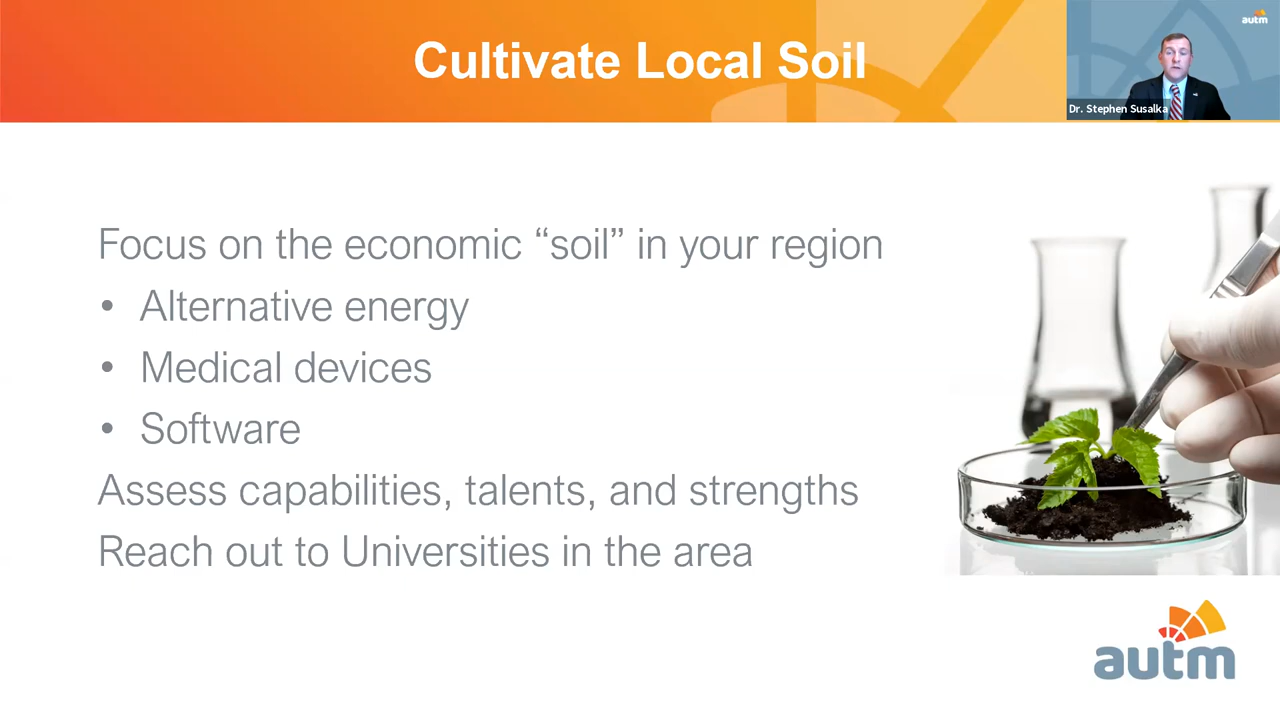 Cultivate Local Soil
autm
Dr. Stephen Susalka
Focus on the economic “soil” in your region
• Alternative energy
• Medical devices
• Software
Assess capabilities, talents, and strengths
Reach out to Universities in the area
autm